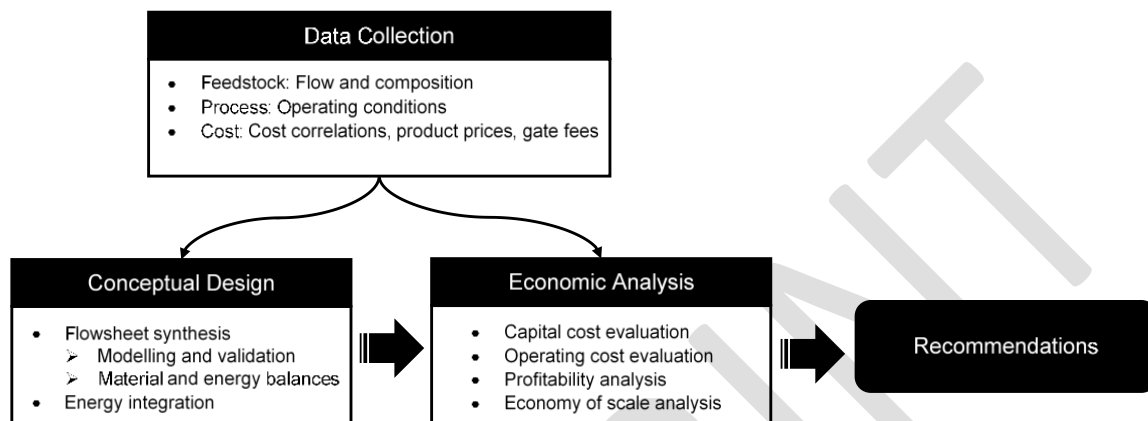 Data Collection
• Feedstock: Flow and composition
• Process: Operating conditions
• Cost: Cost correlations, product prices, gate fees
Conceptual Design
• Flowsheet synthesis
➢ Modelling and validation
➢ Material and energy balances
• Energy integration
Economic Analysis
• Capital cost evaluation
• Operating cost evaluation
• Profitability analysis
• Economy of scale analysis
Recommendations